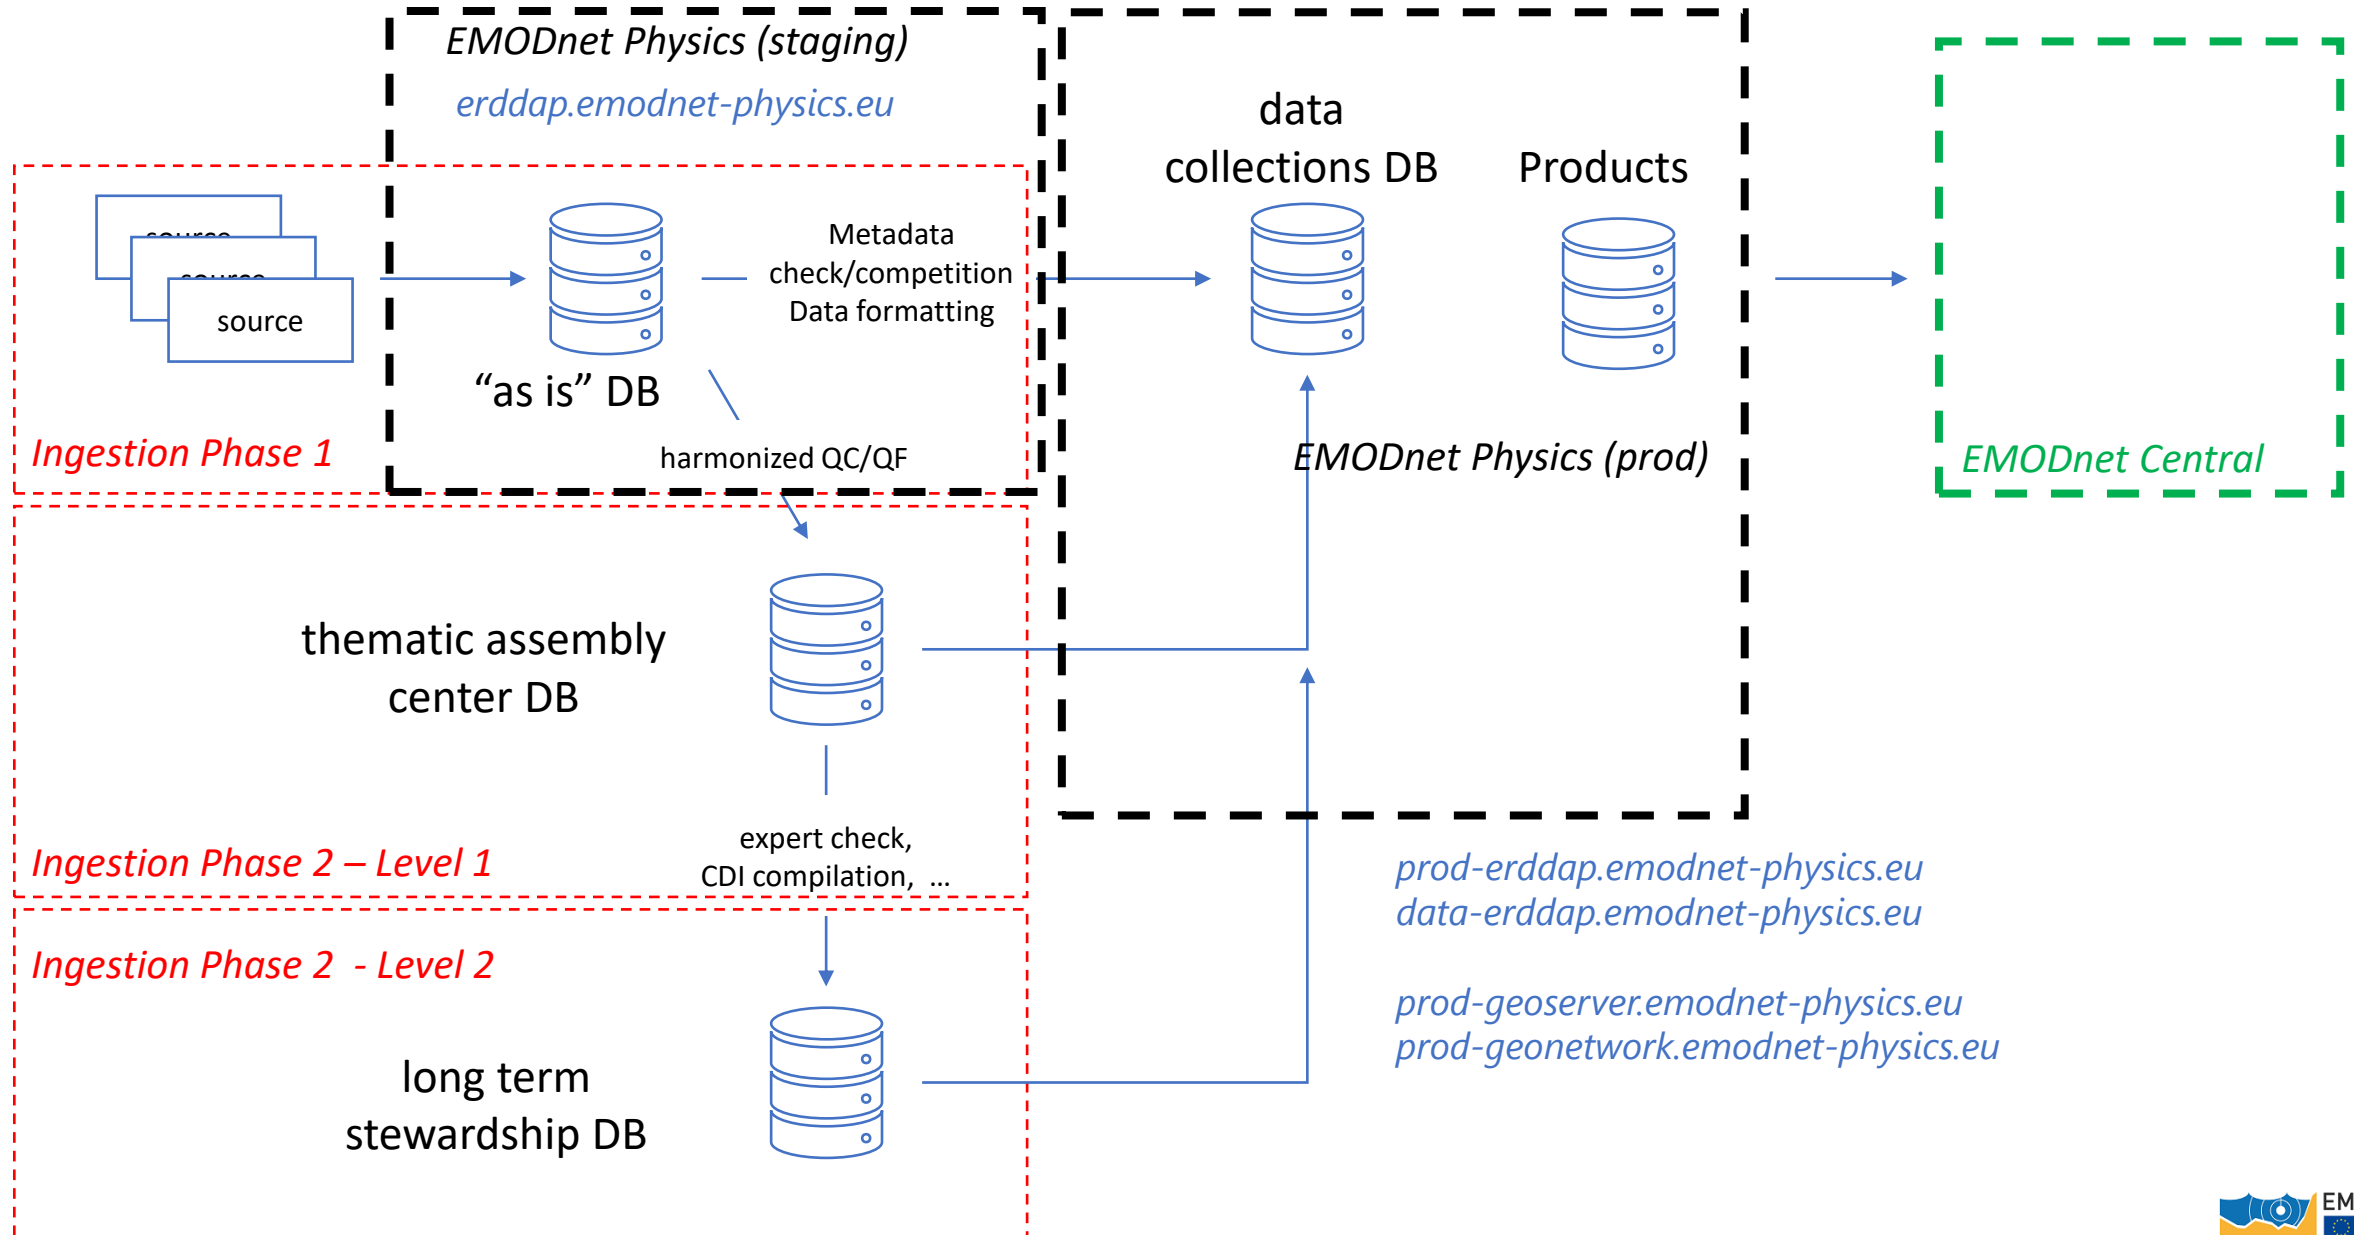 EMODnet Physics (staging)
erddap.emodnet-physics.eu
data
collections DB
Products
source
source
source
Metadata
check/competition
Data formatting
“as is” DB
Ingestion Phase 1
harmonized QC/QF
EMODnet Physics (prod)
EMODnet Central
thematic assembly
center DB
Ingestion Phase 2 – Level 1
expert check,
CDI compilation, ...
prod-erddap.emodnet-physics.eu
data-erddap.emodnet-physics.eu
Ingestion Phase 2 - Level 2
prod-geoserver.emodnet-physics.eu
prod-geonetwork.emodnet-physics.eu
long term
stewardship DB
EM